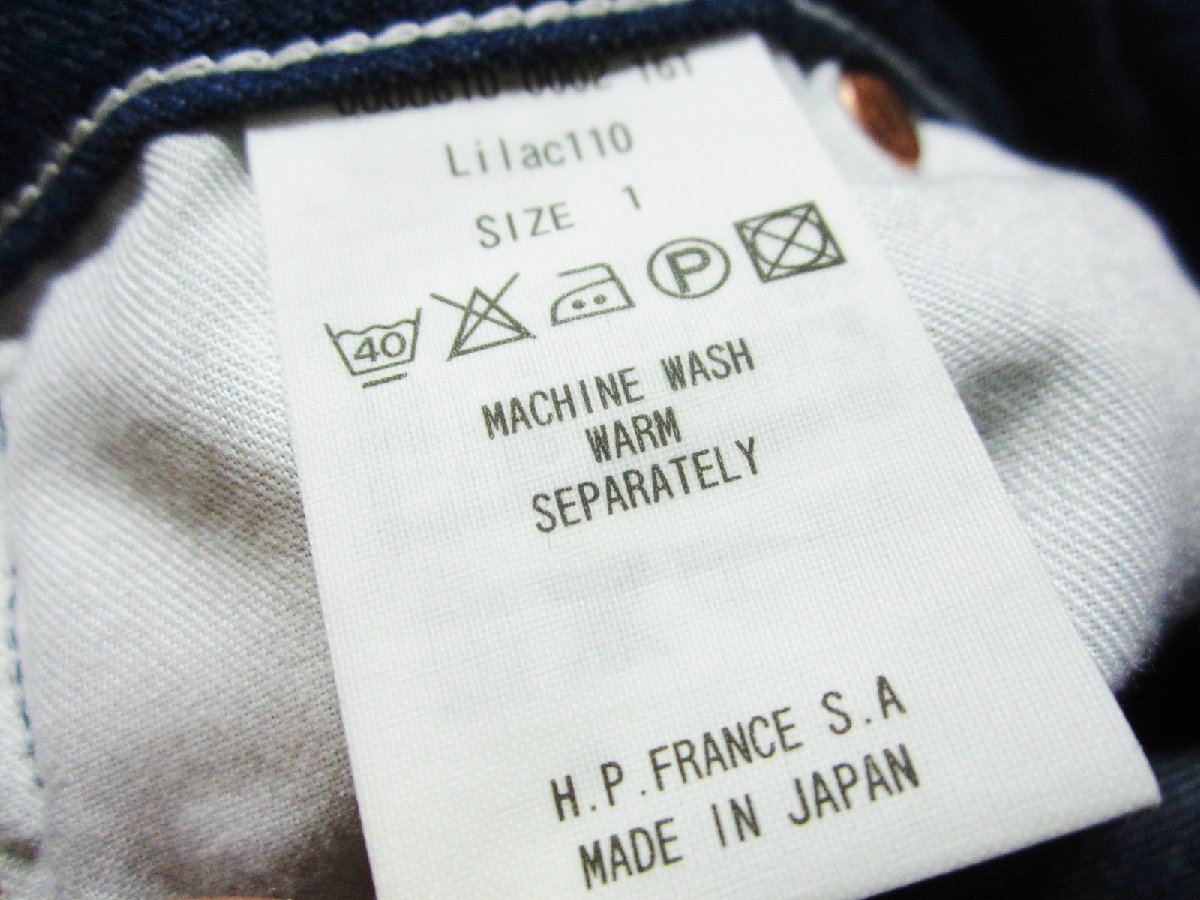 Lilac110
SIZE 1
40 P
MACHINE WASH
WARM
SEPARATELY
H.P.FRANCE S.A
MADE IN JAPAN